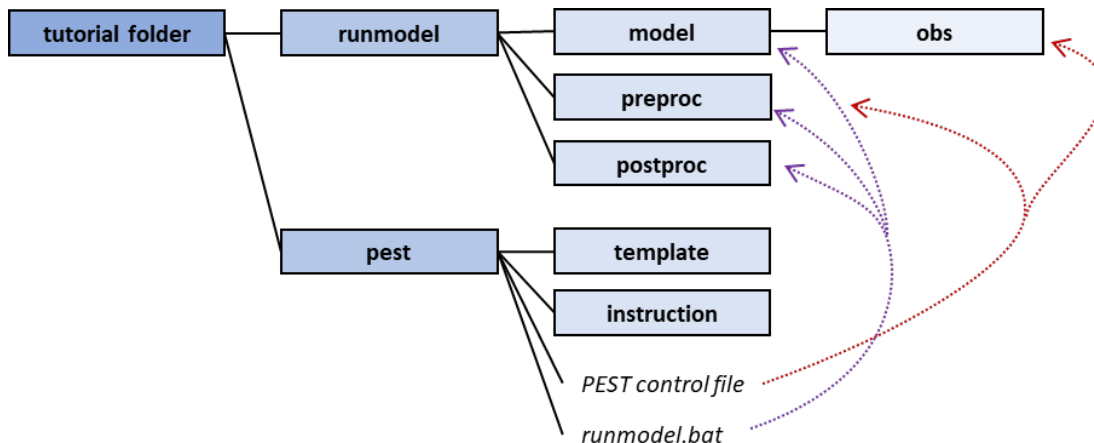 tutorial folder
runmodel
model
obs
preproc
postproc
pest
template
instruction
PEST control file
runmodel.bat